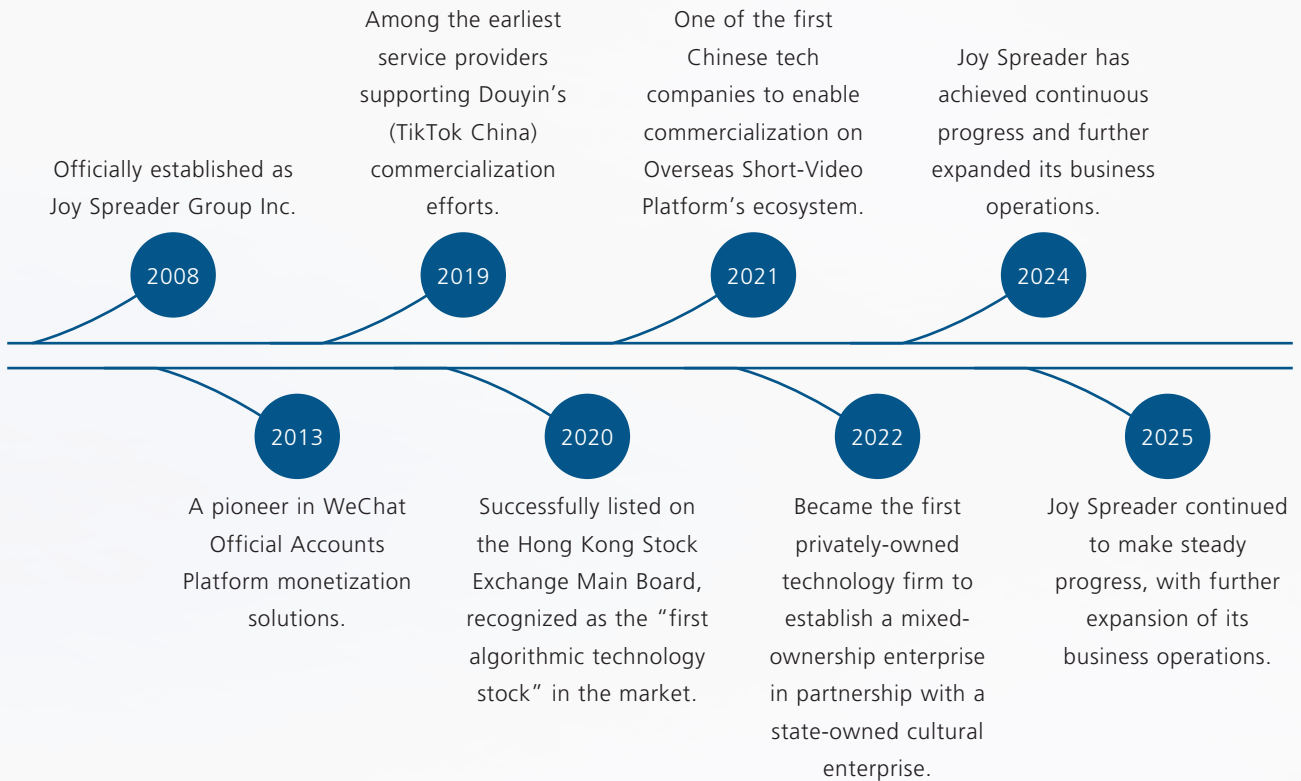 Officially established as
Joy Spreader Group Inc.
2008
Among the earliest
service providers
supporting Douyin's
(TikTok China)
commercialization
efforts.
2019
One of the first
Chinese tech
companies to enable
commercialization on
Overseas Short-Video
Platform's ecosystem.
2021
Joy Spreader has
achieved continuous
progress and further
expanded its business
operations.
2024
2013
A pioneer in WeChat
Official Accounts
Platform monetization
solutions.
2020
Successfully listed on
the Hong Kong Stock
Exchange Main Board,
recognized as the “first
algorithmic technology
stock” in the market.
2022
Became the first
privately-owned
technology firm to
establish a mixed-
ownership enterprise
in partnership with a
state-owned cultural
enterprise.
2025
Joy Spreader continued
to make steady
progress, with further
expansion of its
business operations.